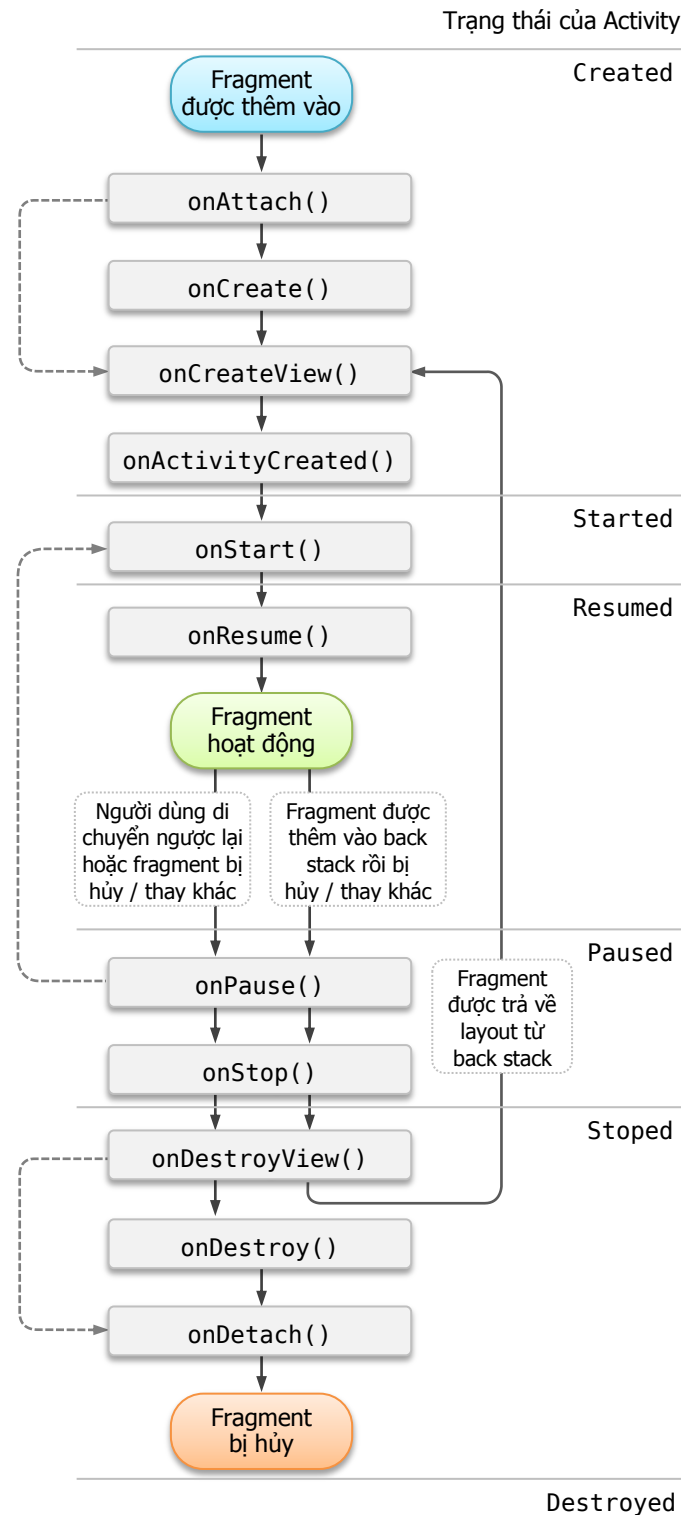 Trạng thái của Activity
Created
Fragment
được thêm vào
onAttach()
onCreate()
onCreateView()
onActivityCreated()
Started
onStart()
Resumed
onResume()
Fragment
hoạt động
Người dùng di
chuyển ngược lại
hoặc fragment bị
hủy / thay khác
Fragment được
thêm vào back
stack rồi bị
hủy / thay khác
Paused
onPause()
Fragment
được trả về
layout từ
back stack
onStop()
Stoped
onDestroyView()
onDestroy()
onDetach()
Fragment
bị hủy
Destroyed